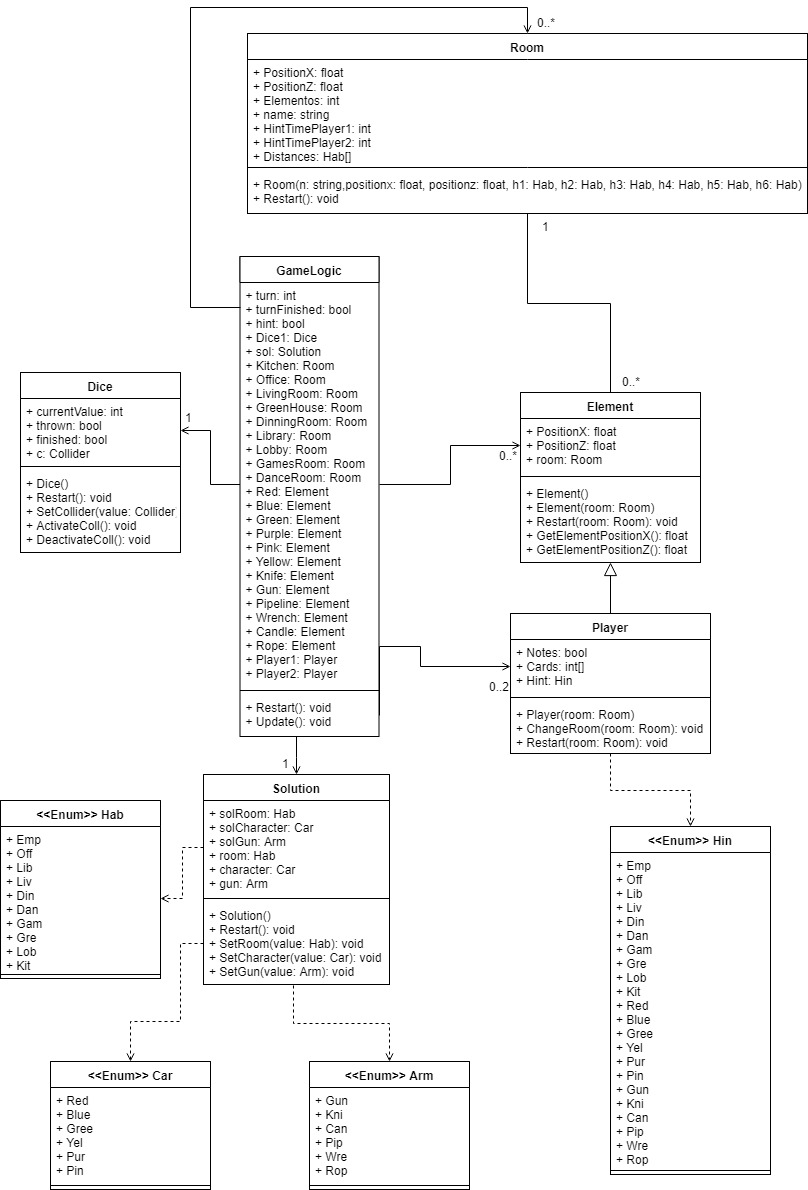 0..*
Room
+ PositionX: float
+ PositionZ: float
+ Elementos: int
+ name: string
+ HintTimePlayer1: int
+ HintTimePlayer2: int
+ Distances: Hab[]
+ Room(n: string,positionx: float, positionz: float, h1: Hab, h2: Hab, h3: Hab, h4: Hab, h5: Hab, h6: Hab)
+ Restart(): void
1
GameLogic
+ turn: int
+ turnFinished: bool
+ hint: bool
+ Dice1: Dice
+ sol: Solution
+ Kitchen: Room
+ Office: Room
+ LivingRoom: Room
+ GreenHouse: Room
+ DinningRoom: Room
+ Library: Room
+ Lobby: Room
+ GamesRoom: Room
+ DanceRoom: Room
+ Red: Element
+ Blue: Element
+ Green: Element
+ Purple: Element
+ Pink: Element
+ Yellow: Element
+ Knife: Element
+ Gun: Element
+ Pipeline: Element
+ Wrench: Element
+ Candle: Element
+ Rope: Element
+ Player1: Player
+ Player2: Player
+ Restart(): void
+ Update(): void
Dice
+ currentValue: int
+ thrown: bool
+ finished: bool
+ c: Collider
+ Dice()
+ Restart(): void
+ SetCollider(value: Collider
+ ActivateColl(): void
+ DeactivateColl(): void
1
0..*
Element
+ PositionX: float
+ PositionZ: float
+ room: Room
+ Element()
+ Element(room: Room)
+ Restart(room: Room): void
+ GetElementPositionX(): float
+ GetElementPositionZ(): float
0..*
Player
+ Notes: bool
+ Cards: int[]
+ Hint: Hin
+ Player(room: Room)
+ ChangeRoom(room: Room): void
+ Restart(room: Room): void
0..2
1
Solution
+ solRoom: Hab
+ solCharacter: Car
+ solGun: Arm
+ room: Hab
+ character: Car
+ gun: Arm
+ Solution()
+ Restart(): void
+ SetRoom(value: Hab): void
+ SetCharacter(value: Car): void
+ SetGun(value: Arm): void
<<Enum>> Hab
+ Emp
+ Off
+ Lib
+ Liv
+ Din
+ Dan
+ Gam
+ Gre
+ Lob
+ Kit
<<Enum>> Hin
+ Emp
+ Off
+ Lib
+ Liv
+ Din
+ Dan
+ Gam
+ Gre
+ Lob
+ Kit
+ Red
+ Blue
+ Gree
+ Yel
+ Pur
+ Pin
+ Gun
+ Kni
+ Can
+ Pip
+ Wre
+ Rop
<<Enum>> Car
+ Red
+ Blue
+ Gree
+ Yel
+ Pur
+ Pin
<<Enum>> Arm
+ Gun
+ Kni
+ Can
+ Pip
+ Wre
+ Rop